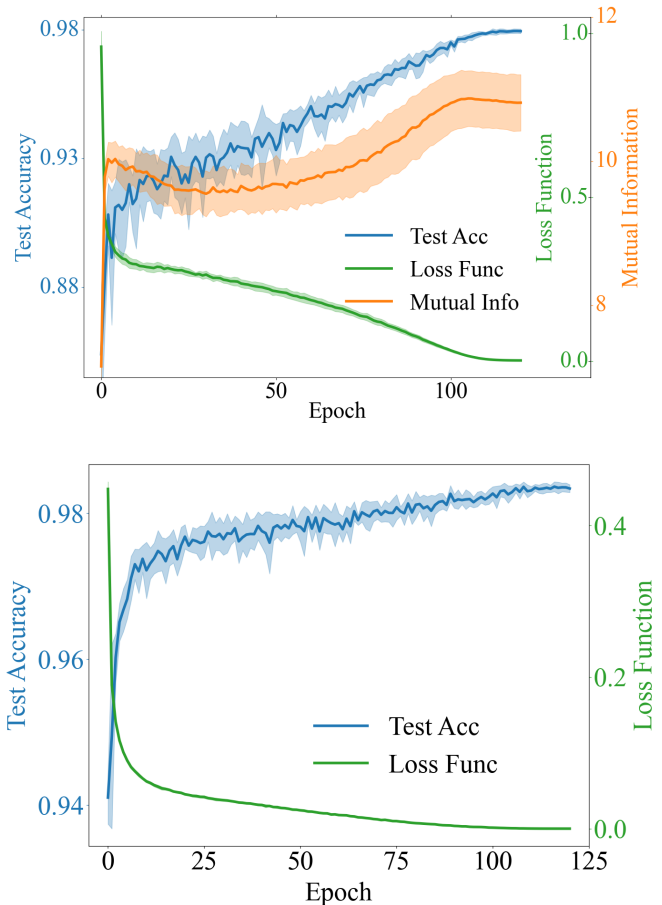 12
0.98
1.0
0.93
10
0.5
0.88
8
0.0
Test Accuracy
Loss Function
Mutual Information
Test Acc
Loss Func
Mutual Info
0 50 100
Epoch
0.98
0.96
0.94
0.4
0.2
0.0
Test Accuracy
Loss Function
Test Acc
Loss Func
0 25 50 75 100 125
Epoch